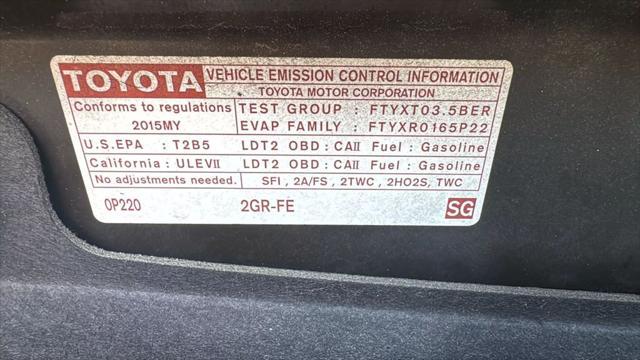 TOYOTA VEHICLE EMISSION CONTROL INFORMATION
TOYOTA MOTOR CORPORATION
Conforms to regulations TEST GROUP : FTYXT03.5BER
2015MY EVAP FAMILY : FTYXR0165P22
U.S.EPA : T2B5 LDT2 OBD : CAII Fuel : Gasoline
California : ULEVII LDT2 OBD : CAII Fuel : Gasoline
No adjustments needed. SFI , 2A/FS , 2TWC , 2HO2S, TWC
0P220 2GR-FE SG